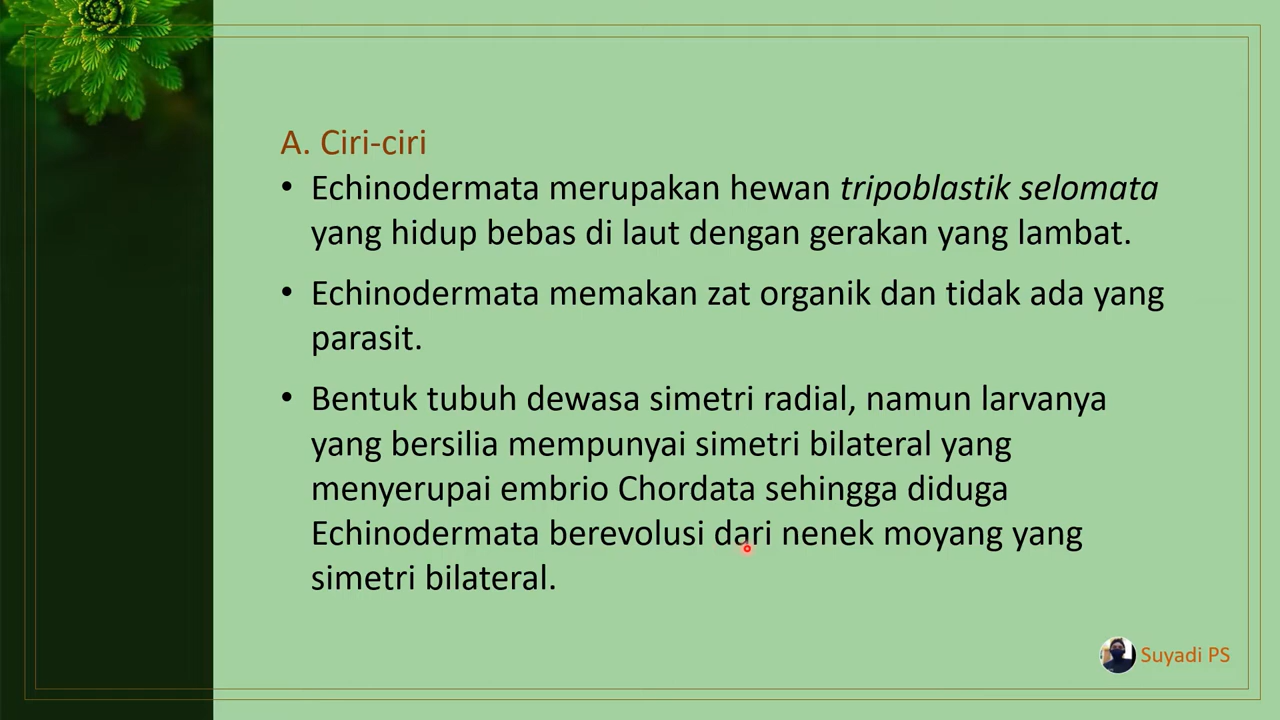 A. Ciri-ciri
• Echinodermata merupakan hewan tripoblastik selomata
yang hidup bebas di laut dengan gerakan yang lambat.
• Echinodermata memakan zat organik dan tidak ada yang
parasit.
• Bentuk tubuh dewasa simetri radial, namun larvanya
yang bersilia mempunyai simetri bilateral yang
menyerupai embrio Chordata sehingga diduga
Echinodermata berevolusi dari nenek moyang yang
simetri bilateral.
Suyadi PS